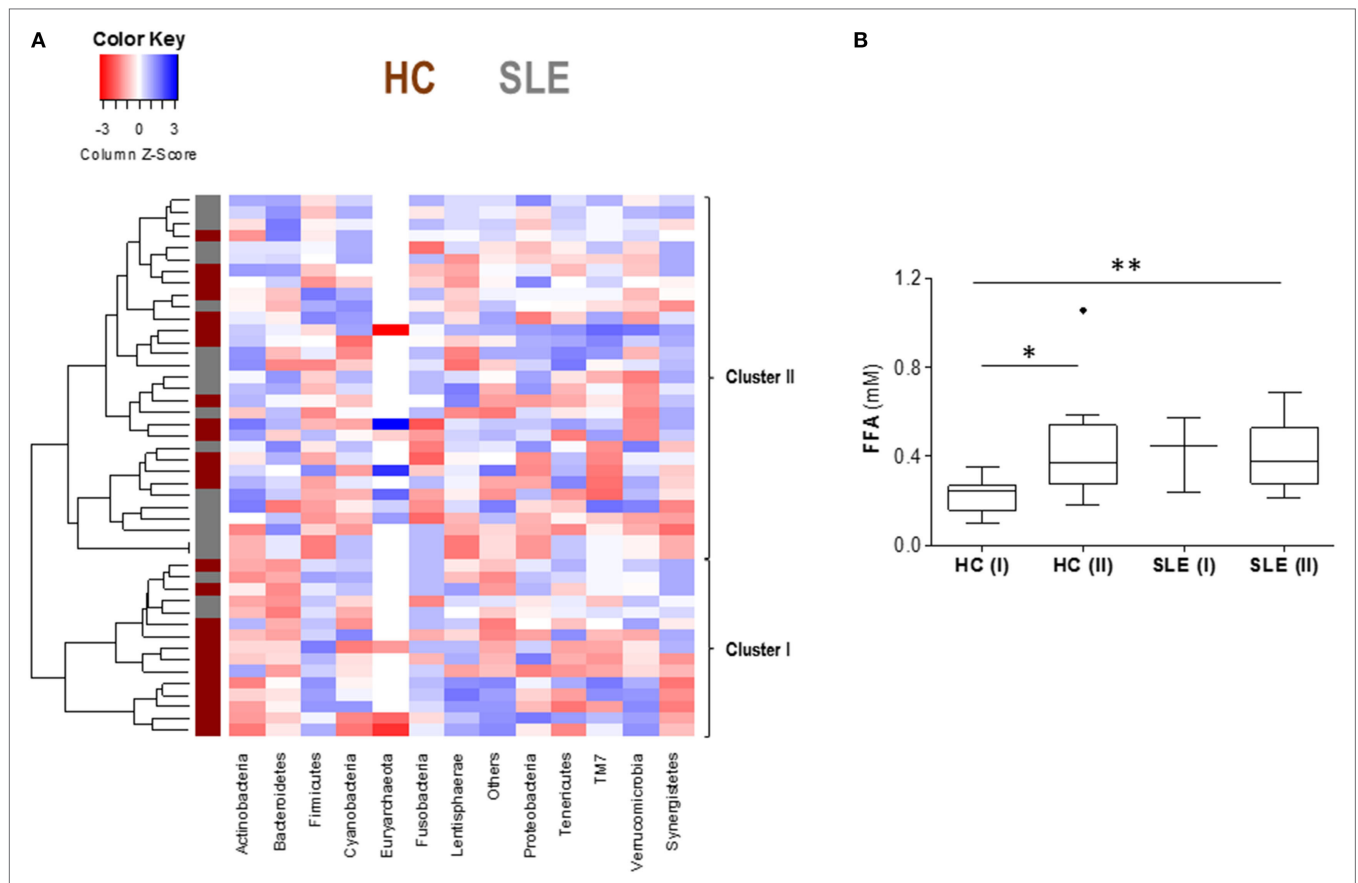 A
Color Key
-3 0 3
Column Z-Score
HC SLE
Cluster II
Cluster I
Actinobacteria
Bacteroidetes
Firmicutes
Cyanobacteria
Euryarchaeota
Fusobacteria
Lentisphaerae
Others
Proteobacteria
Tenericutes
TM7
Verrucomicrobia
Synergistetes
B
FFA (mM)
1.2
0.8
0.4
0.0
**
*
HC (I) HC (II) SLE (I) SLE (II)